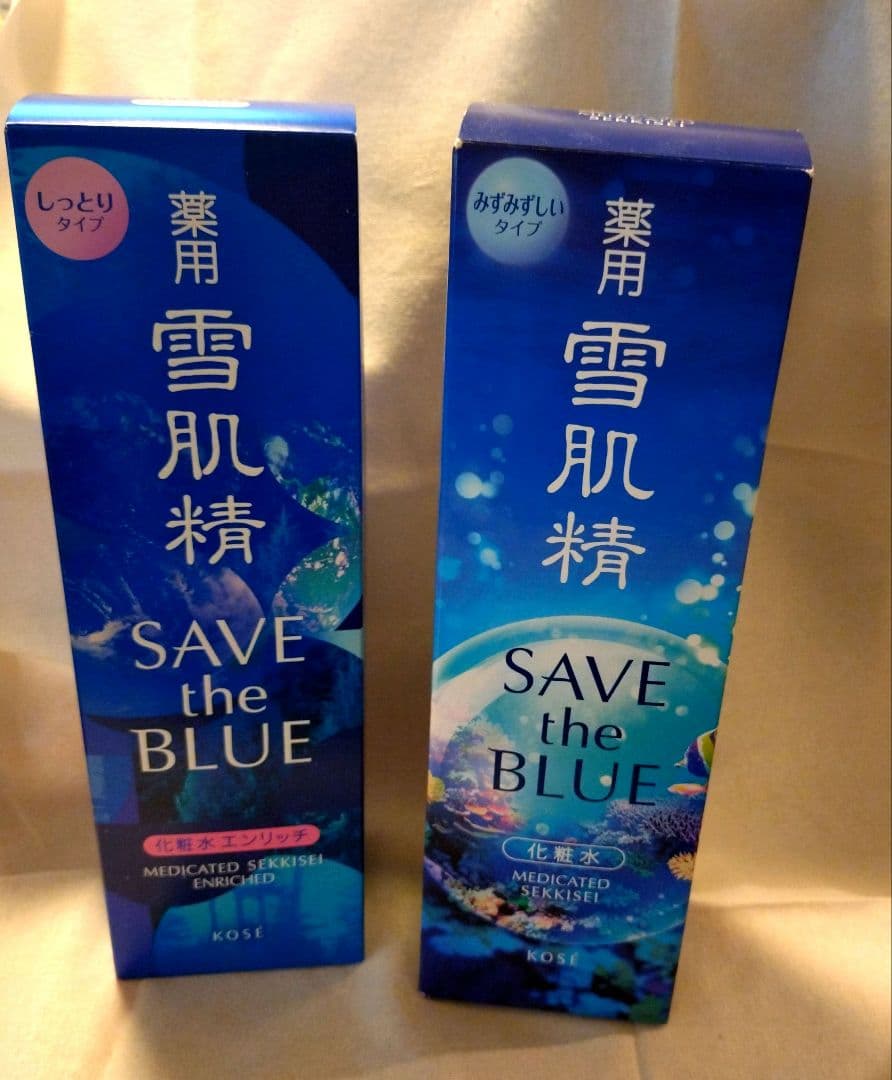 しっとり
タイプ
薬用
雪肌精
SAVE
the
BLUE
化粧水 エンリッチ
MEDICATED SEKKISEI
ENRICHED
KOSÉ
SEKKISEI
みずみずしい
タイプ
薬用
雪肌精
SAVE
the
BLUE
化粧水
MEDICATED
SEKKISEI
KOSÉ